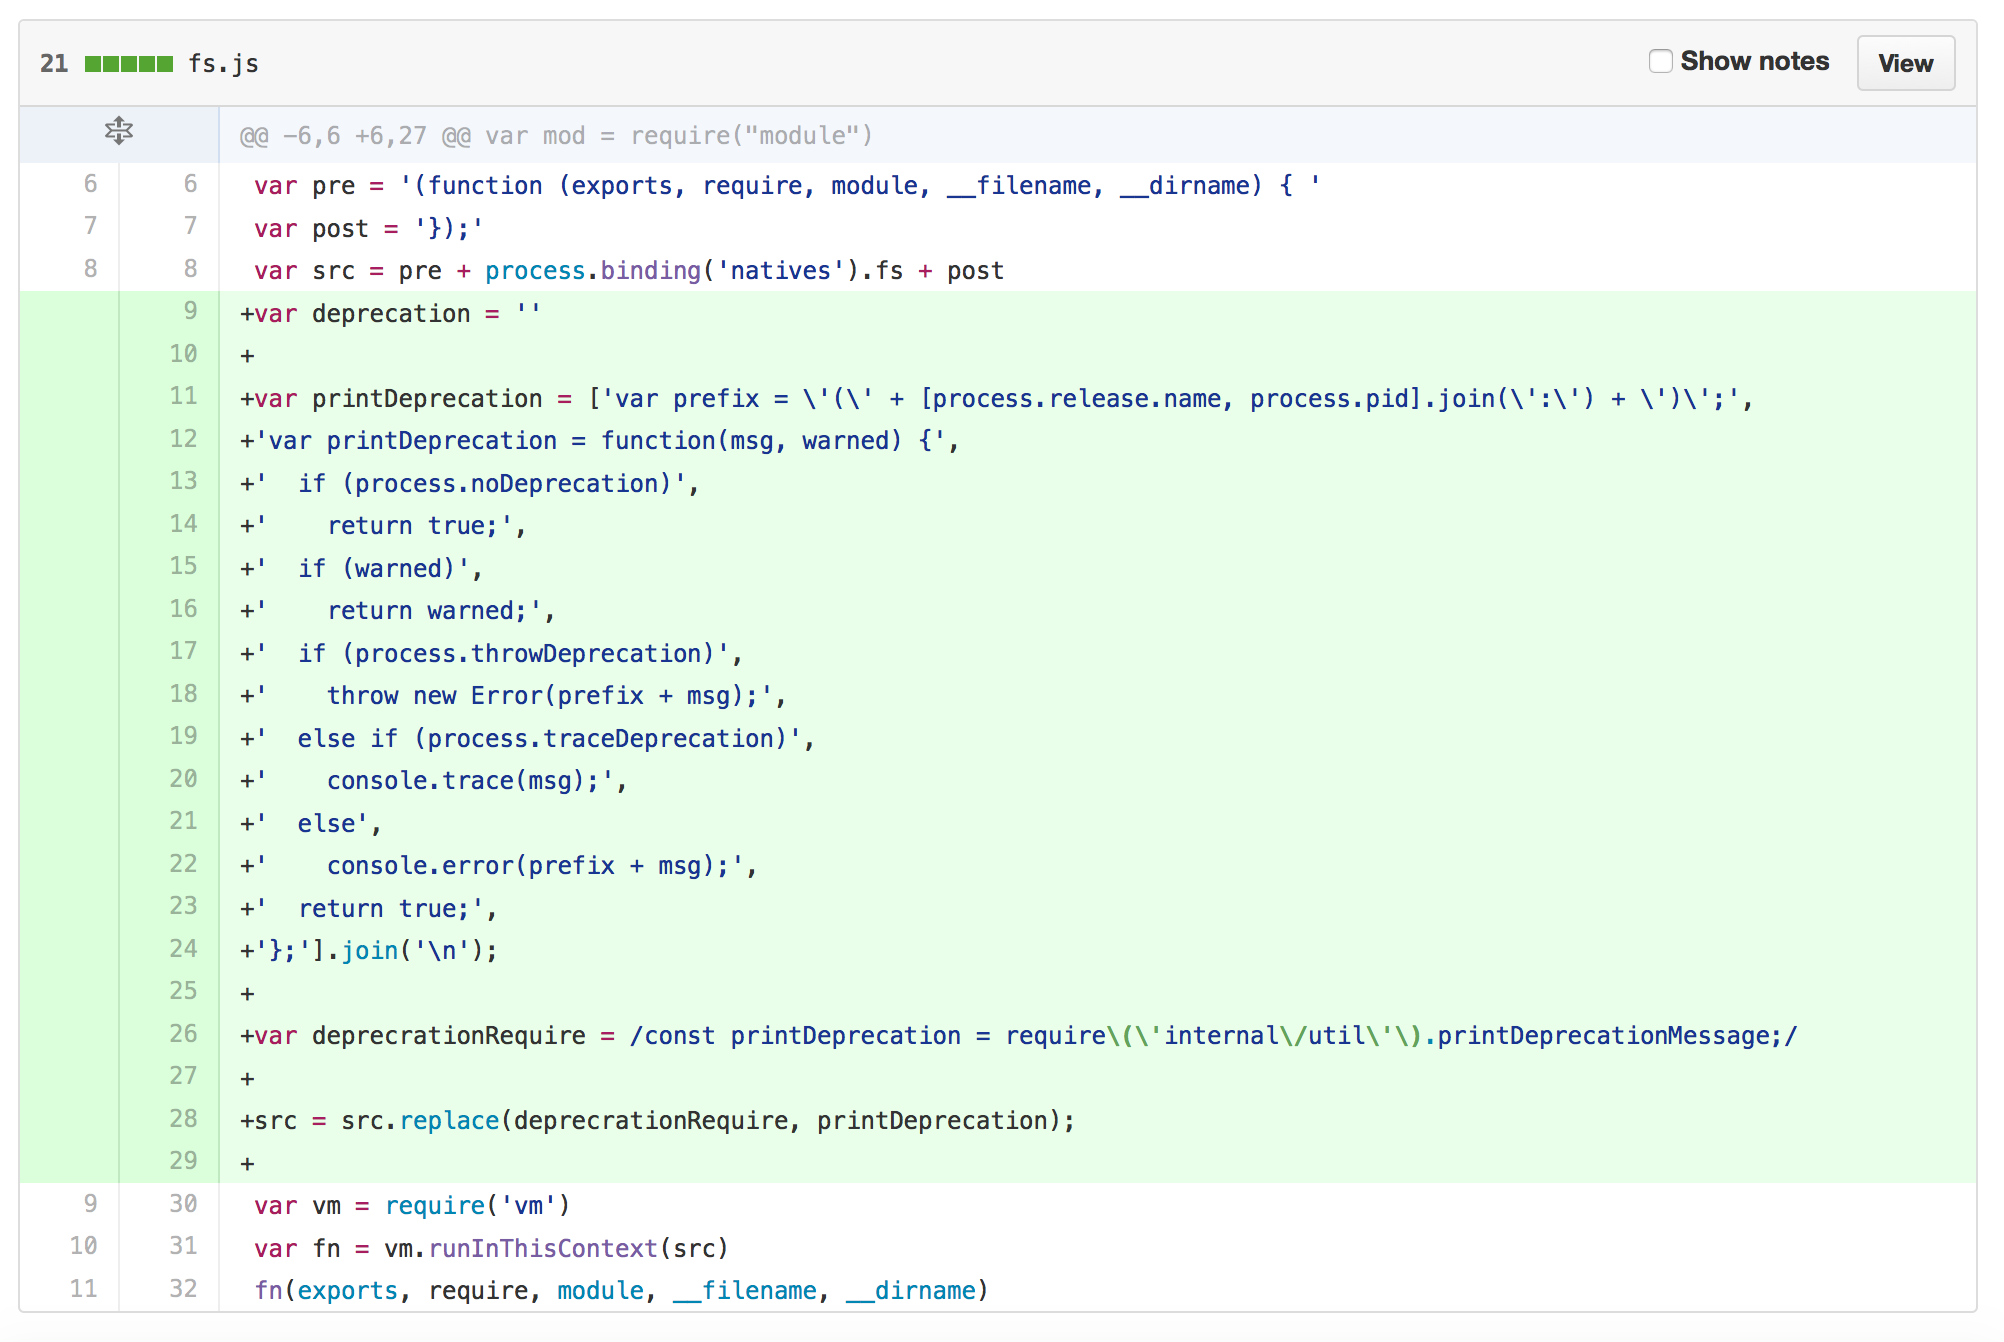 21 fs.js Show notes View
@@ -6,6 +6,27 @@ var mod = require("module")
6 6 var pre = '(function (exports, require, module, __filename, __dirname) { '
7 7 var post = '});'
8 8 var src = pre + process.binding('natives').fs + post
9 +var deprecation = ''
10 +
11 +var printDeprecation = ['var prefix = \'(\' + [process.release.name, process.pid].join(\':\') + \')\';',
12 +'var printDeprecation = function(msg, warned) {',
13 +'  if (process.noDeprecation)',
14 +'    return true;',
15 +'  if (warned)',
16 +'    return warned;',
17 +'  if (process.throwDeprecation)',
18 +'    throw new Error(prefix + msg);',
19 +'  else if (process.traceDeprecation)',
20 +'    console.trace(msg);',
21 +'  else',
22 +'    console.error(prefix + msg);',
23 +'  return true;',
24 +'};'].join('\n');
25 +
26 +var deprecrationRequire = /const printDeprecation = require\(\'internal\/util\'\).printDeprecationMessage;/
27 +
28 +src = src.replace(deprecrationRequire, printDeprecation);
29 +
9 30 var vm = require('vm')
10 31 var fn = vm.runInThisContext(src)
11 32 fn(exports, require, module, __filename, __dirname)